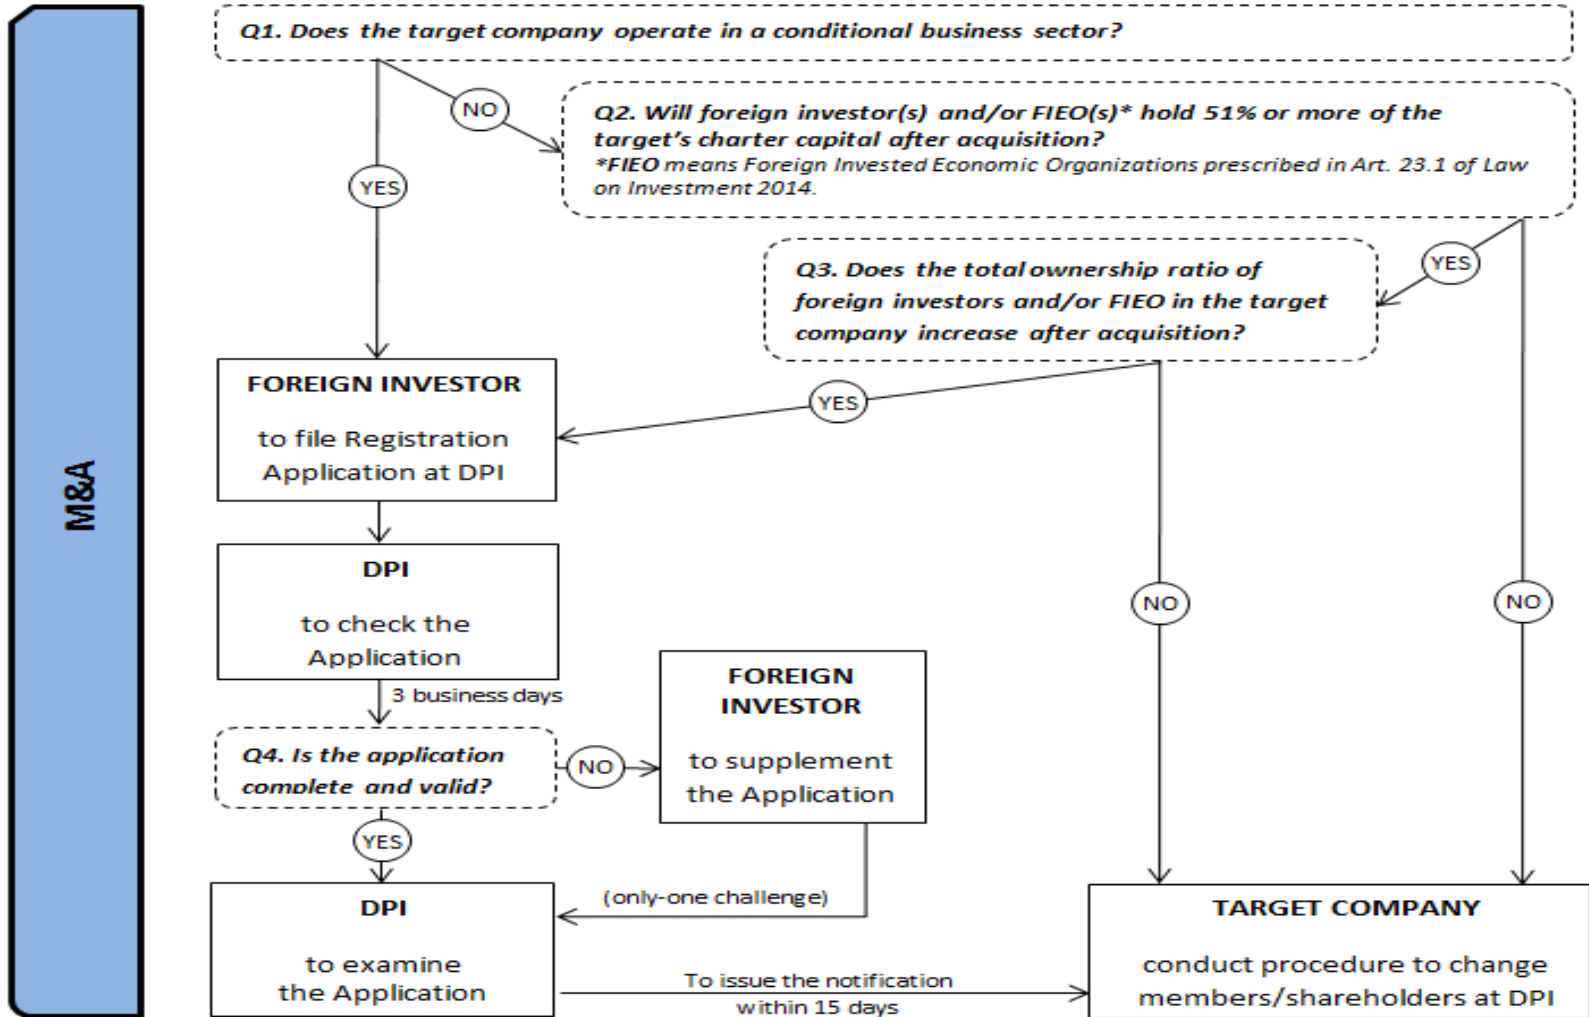 M&A
Q1. Does the target company operate in a conditional business sector?
NO
Q2. Will foreign investor(s) and/or FIEO(s)* hold 51% or more of the
target's charter capital after acquisition?
*FIEO means Foreign Invested Economic Organizations prescribed in Art. 23.1 of Law
on Investment 2014.
YES
YES
Q3. Does the total ownership ratio of
foreign investors and/or FIEO in the target
company increase after acquisition?
FOREIGN INVESTOR
to file Registration
Application at DPI
YES
NO
NO
DPI
to check the
Application
3 business days
FOREIGN
INVESTOR
to supplement
the Application
Q4. Is the application
complete and valid?
NO
YES
(only-one challenge)
DPI
to examine
the Application
To issue the notification
within 15 days
TARGET COMPANY
conduct procedure to change
members/shareholders at DPI